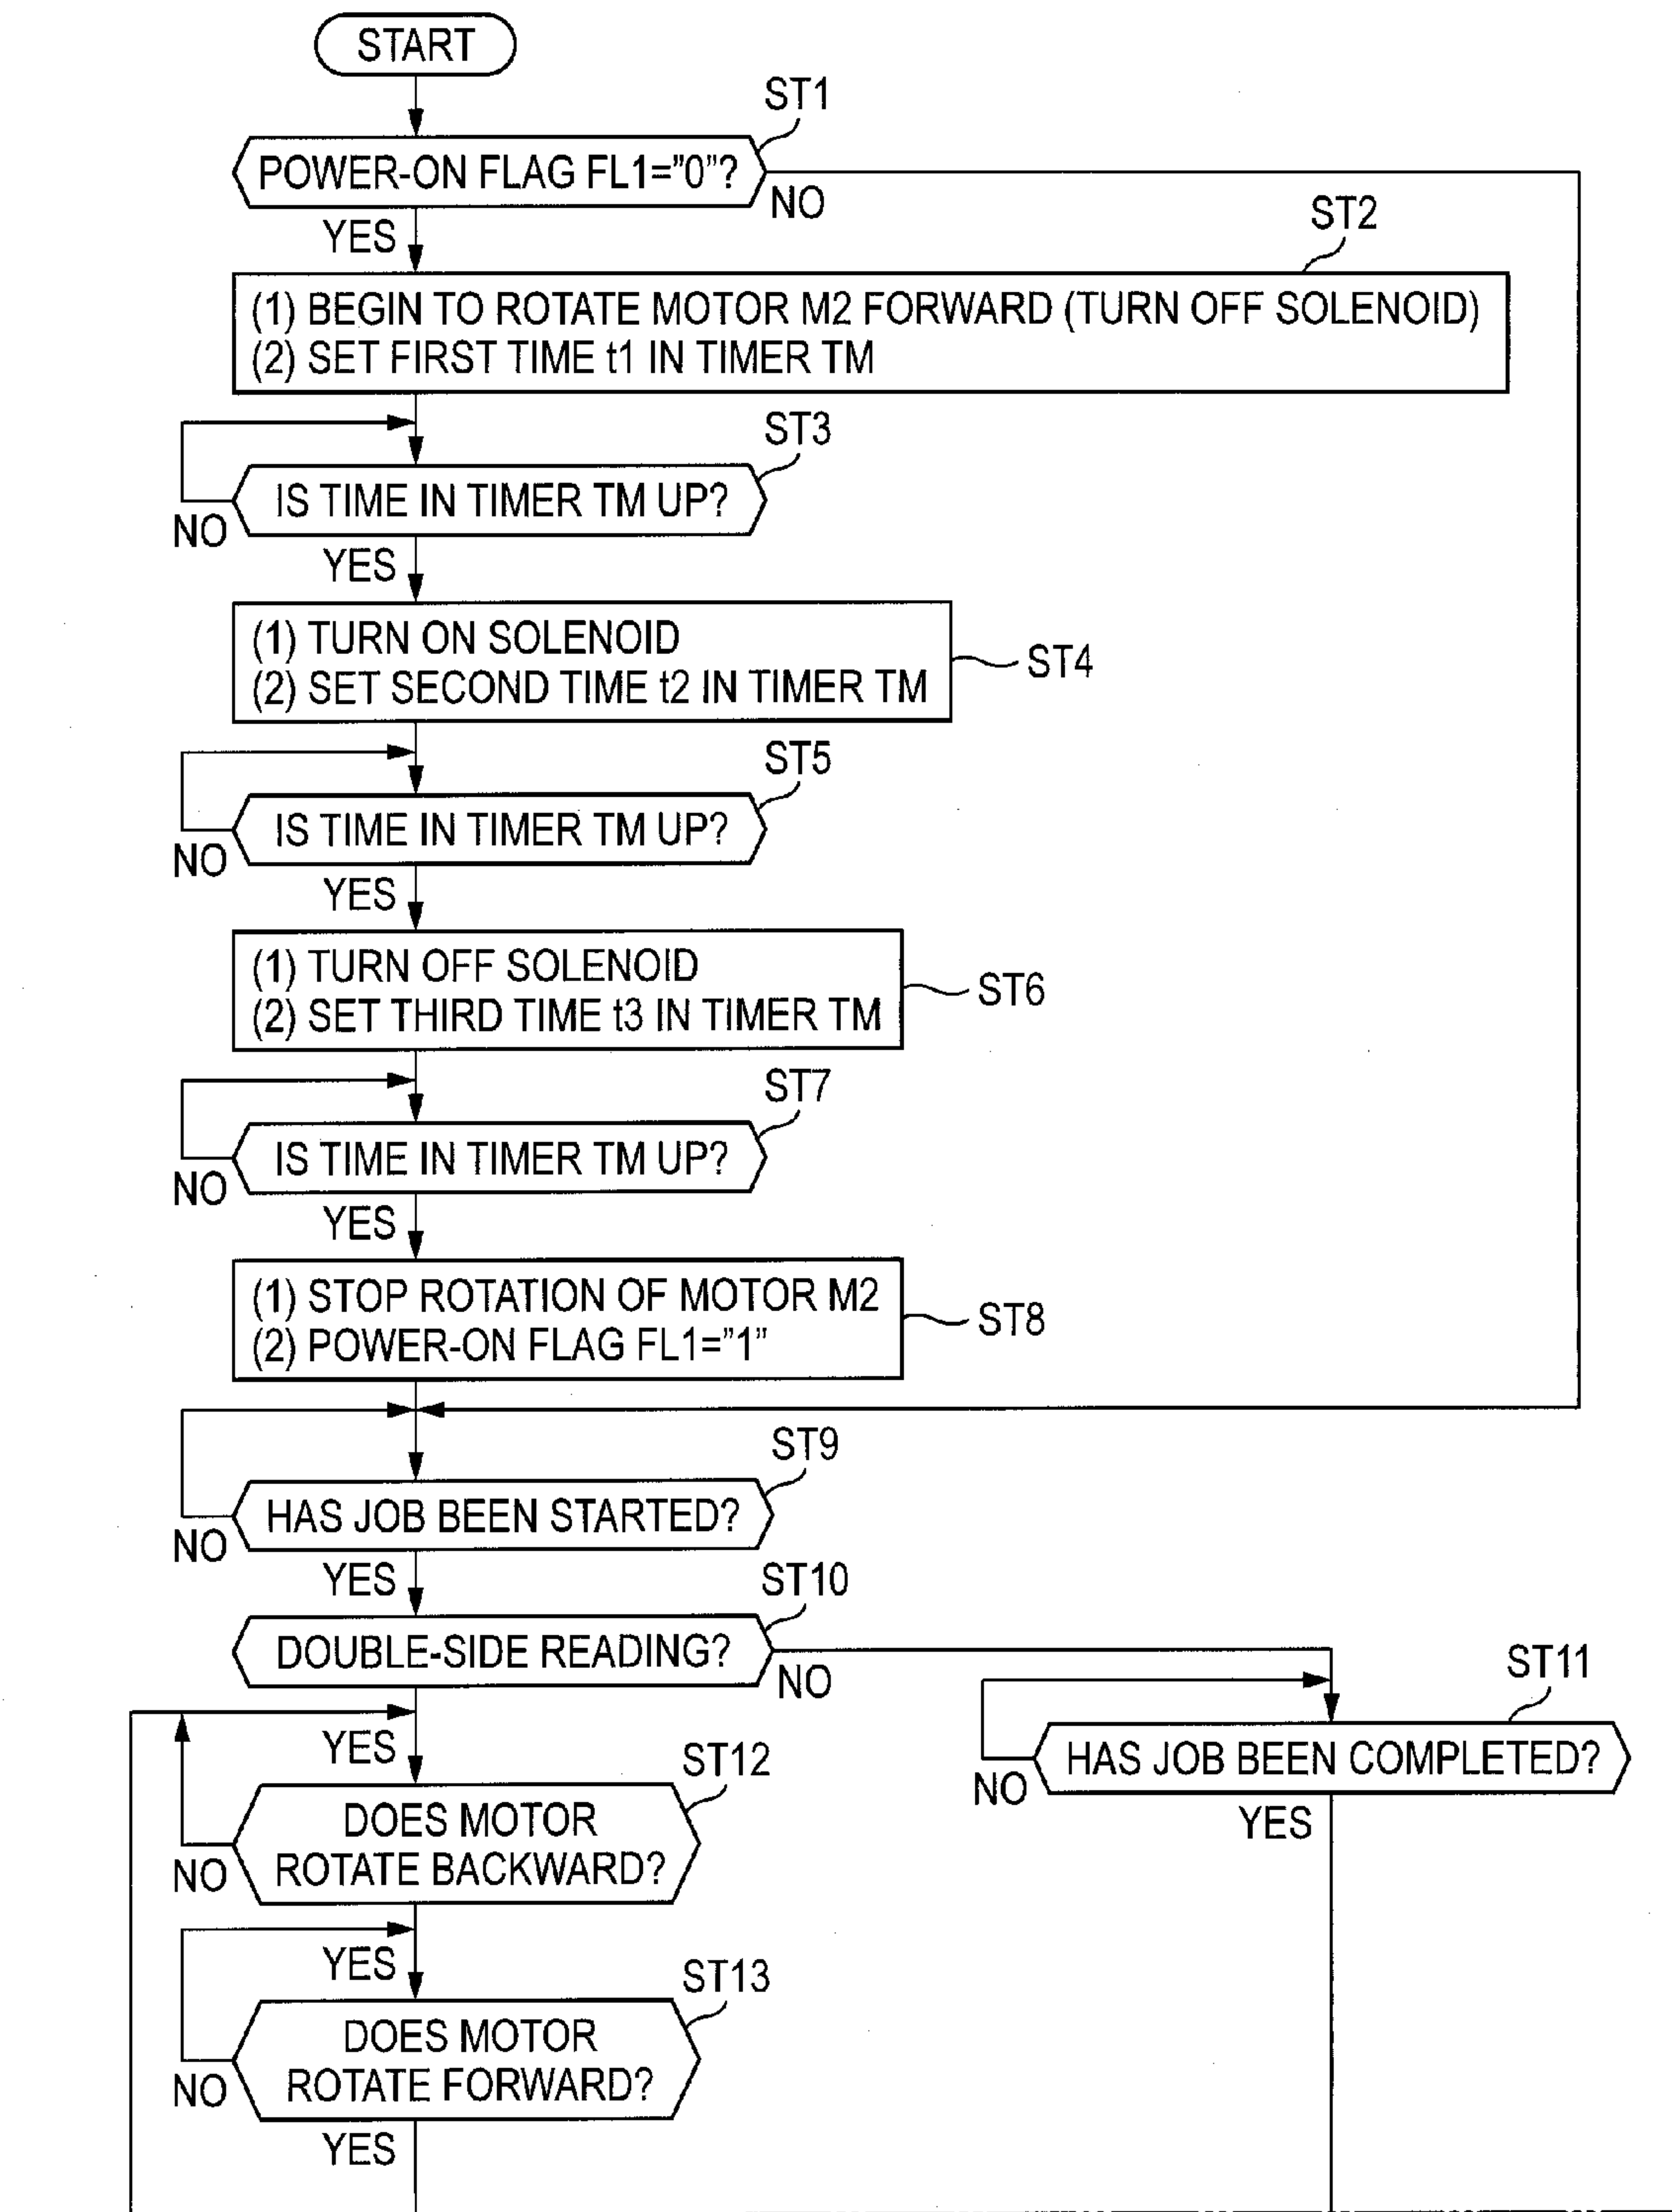 START
ST1
POWER-ON FLAG FL1="0"?
NO
YES
ST2
(1) BEGIN TO ROTATE MOTOR M2 FORWARD (TURN OFF SOLENOID)
(2) SET FIRST TIME t1 IN TIMER TM
ST3
IS TIME IN TIMER TM UP?
NO
YES
(1) TURN ON SOLENOID
(2) SET SECOND TIME t2 IN TIMER TM
ST4
ST5
IS TIME IN TIMER TM UP?
NO
YES
(1) TURN OFF SOLENOID
(2) SET THIRD TIME t3 IN TIMER TM
ST6
ST7
IS TIME IN TIMER TM UP?
NO
YES
(1) STOP ROTATION OF MOTOR M2
(2) POWER-ON FLAG FL1="1"
ST8
ST9
HAS JOB BEEN STARTED?
NO
YES
ST10
DOUBLE-SIDE READING?
NO
ST11
HAS JOB BEEN COMPLETED?
NO
YES
YES
ST12
DOES MOTOR
ROTATE BACKWARD?
NO
YES
ST13
DOES MOTOR
ROTATE FORWARD?
NO
YES